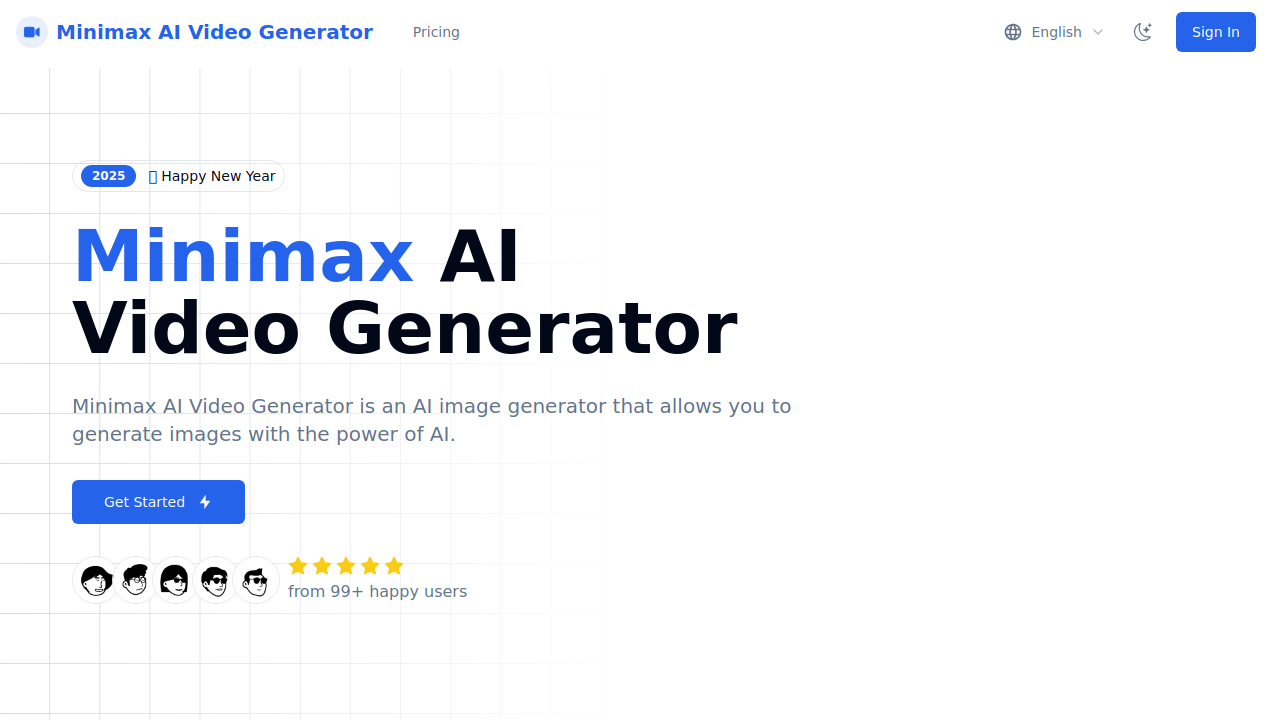 Minimax AI Video Generator
Pricing
English
Sign In
2025 Happy New Year
Minimax AI
Video Generator
Minimax AI Video Generator is an AI image generator that allows you to
generate images with the power of AI.
Get Started
from 99+ happy users